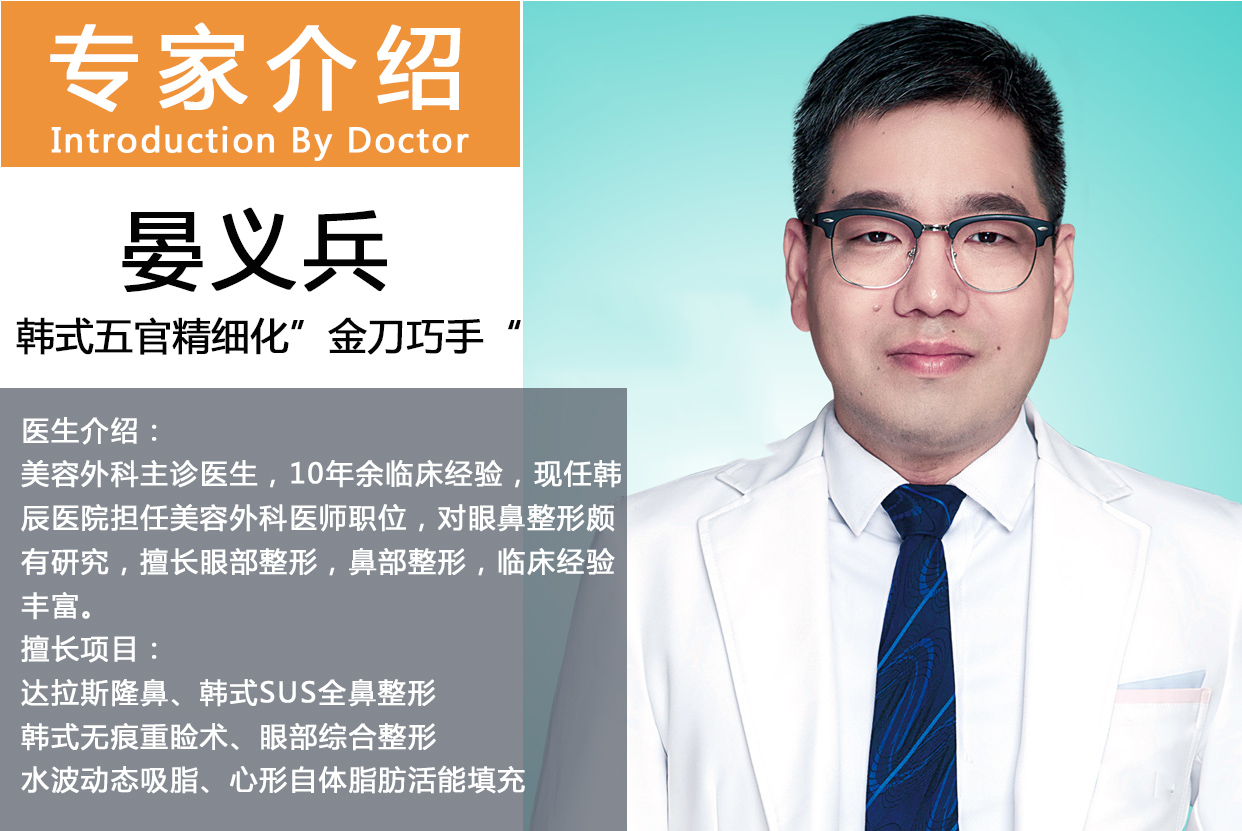 专家介绍
Introduction By Doctor
晏义兵
韩式五官精细化”金刀巧手“
医生介绍：
美容外科主诊医生，10年余临床经验，现任韩
辰医院担任美容外科医师职位，对眼鼻整形颇
有研究，擅长眼部整形，鼻部整形，临床经验
丰富。
擅长项目：
达拉斯隆鼻、韩式SUS全鼻整形
韩式无痕重睑术、眼部综合整形
水波动态吸脂、心形自体脂肪活能填充